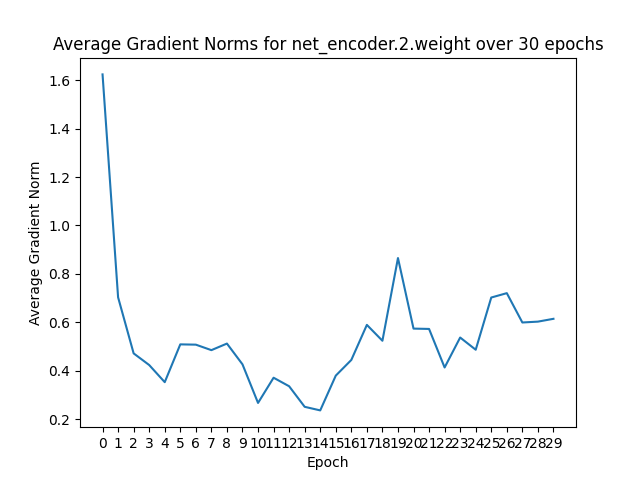 Average Gradient Norms for net_encoder.2.weight over 30 epochs
Average Gradient Norm
1.6
1.4
1.2
1.0
0.8
0.6
0.4
0.2
0 1 2 3 4 5 6 7 8 9 10 11 12 13 14 15 16 17 18 19 20 21 22 23 24 25 26 27 28 29
Epoch